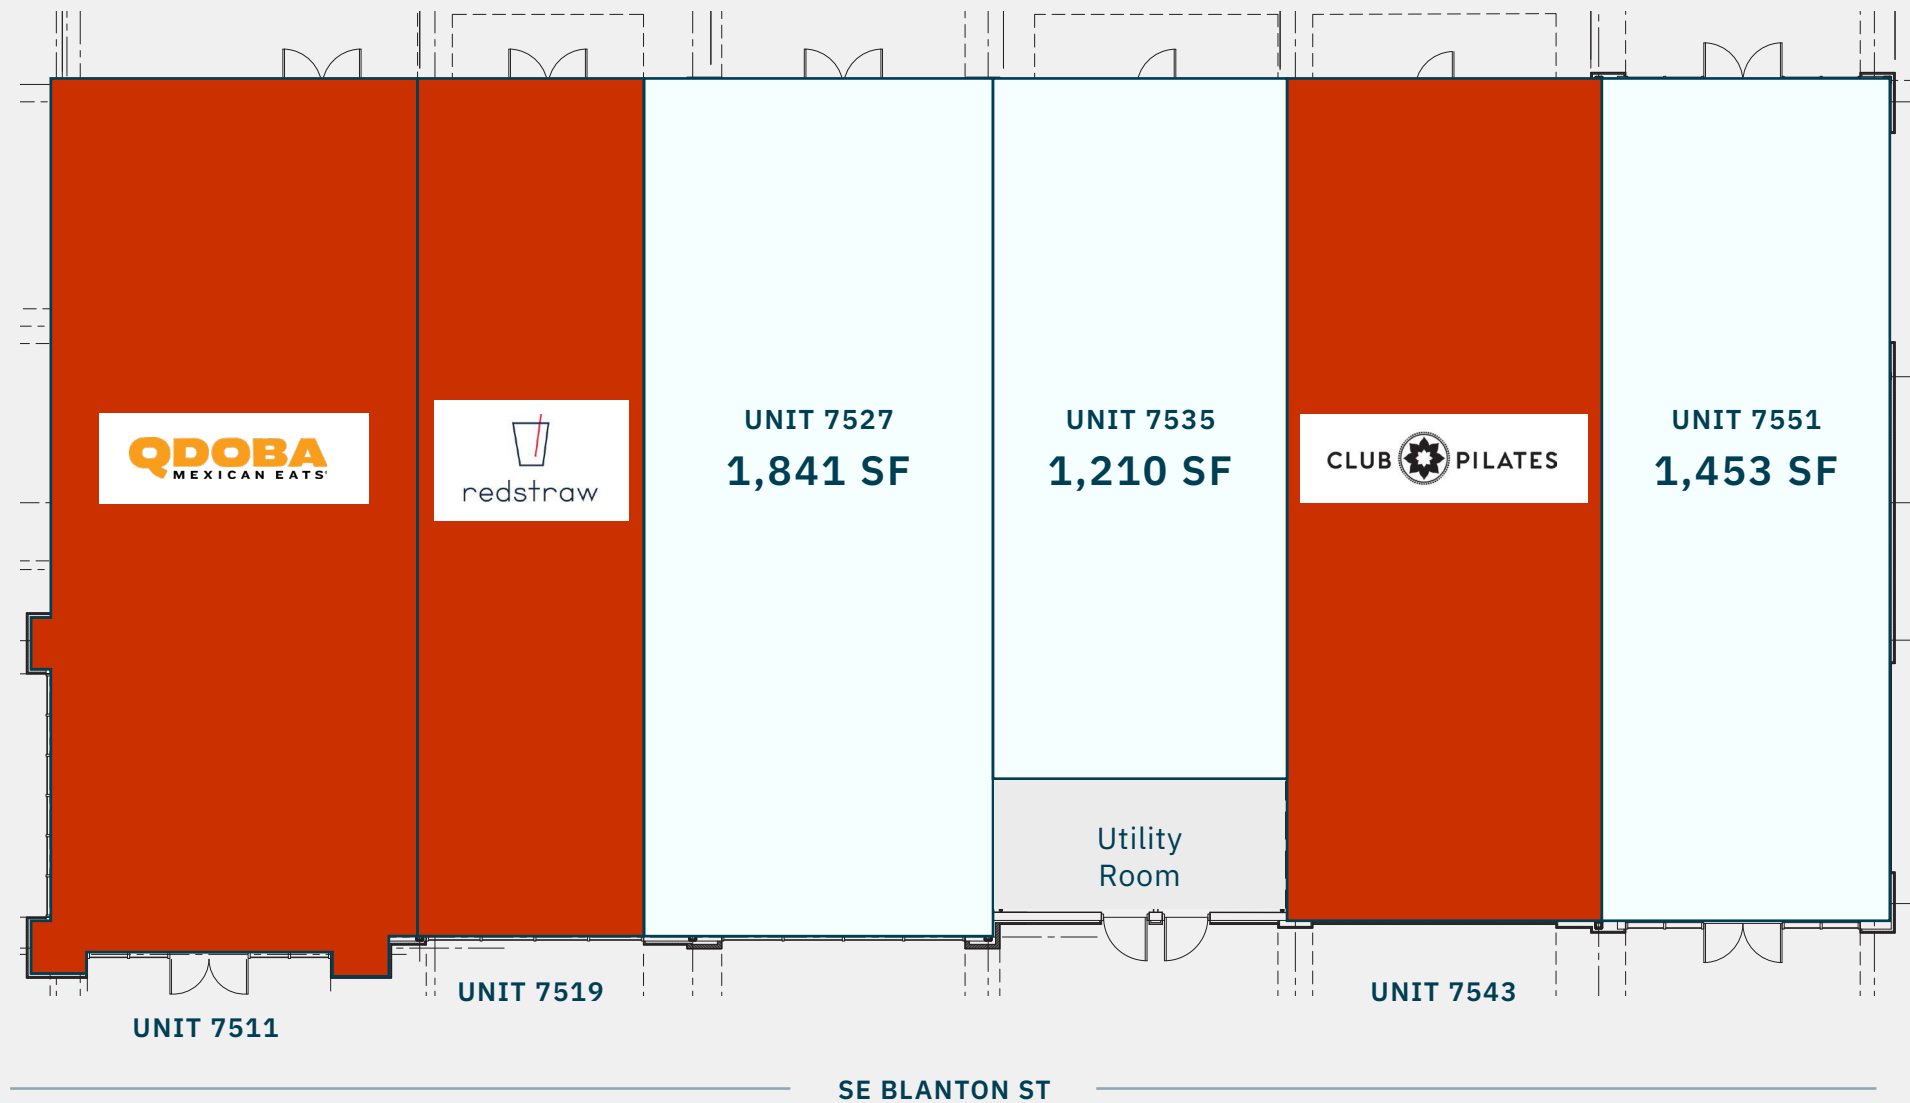 QDOBA
MEXICAN EATS
redstraw
UNIT 7527
1,841 SF
UNIT 7535
1,210 SF
CLUB PILATES
UNIT 7551
1,453 SF
Utility
Room
UNIT 7519
UNIT 7543
UNIT 7511
SE BLANTON ST